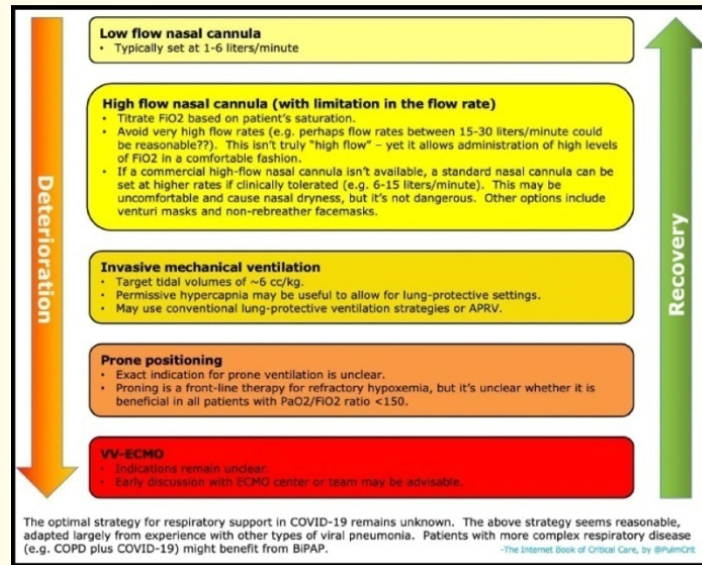 Low flow nasal cannula
• Typically set at 1-6 liters/minute
High flow nasal cannula (with limitation in the flow rate)
• Titrate FiO2 based on patient's saturation.
• Avoid very high flow rates (e.g. perhaps flow rates between 15-30 liters/minute could
be reasonable??). This isn't truly "high flow" – yet it allows administration of high levels
of FiO2 in a comfortable fashion.
• If a commercial high-flow nasal cannula isn't available, a standard nasal cannula can be
set at higher rates if clinically tolerated (e.g. 6-15 liters/minute). This may be
uncomfortable and cause nasal dryness, but it's not dangerous. Other options include
venturi masks and non-rebreather facemasks.
Deterioration
Recovery
Invasive mechanical ventilation
• Target tidal volumes of ~6 cc/kg.
• Permissive hypercapnia may be useful to allow for lung-protective settings.
• May use conventional lung-protective ventilation strategies or APRV.
Prone positioning
• Exact indication for prone ventilation is unclear.
• Proning is a front-line therapy for refractory hypoxemia, but it's unclear whether it is
beneficial in all patients with PaO2/FiO2 ratio <150.
VV-ECMO
• Indications remain unclear.
• Early discussion with ECMO center or team may be advisable.
The optimal strategy for respiratory support in COVID-19 remains unknown. The above strategy seems reasonable,
adapted largely from experience with other types of viral pneumonia. Patients with more complex respiratory disease
(e.g. COPD plus COVID-19) might benefit from BiPAP.
-The Internet Book of Critical Care, by @PulmCrit